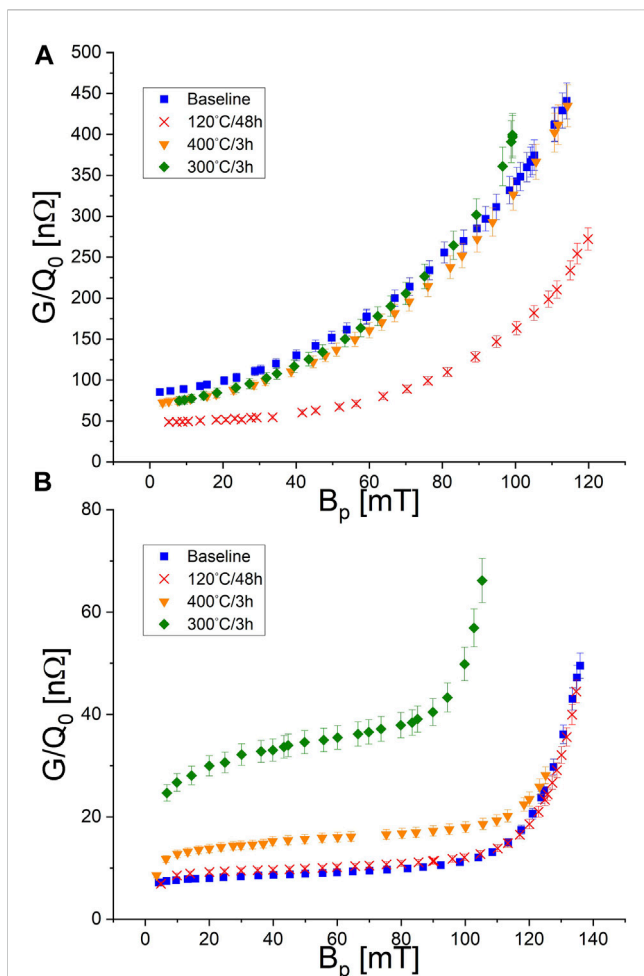 A
500
450
400
350
300
250
200
150
100
50
0
G/Q₀ [nΩ]
Baseline
120°C/48h
400°C/3h
300°C/3h
0 20 40 60 80 100 120
Bₚ [mT]
B
80
60
40
20
0
G/Q₀ [nΩ]
Baseline
120°C/48h
400°C/3h
300°C/3h
0 20 40 60 80 100 120 140
Bₚ [mT]